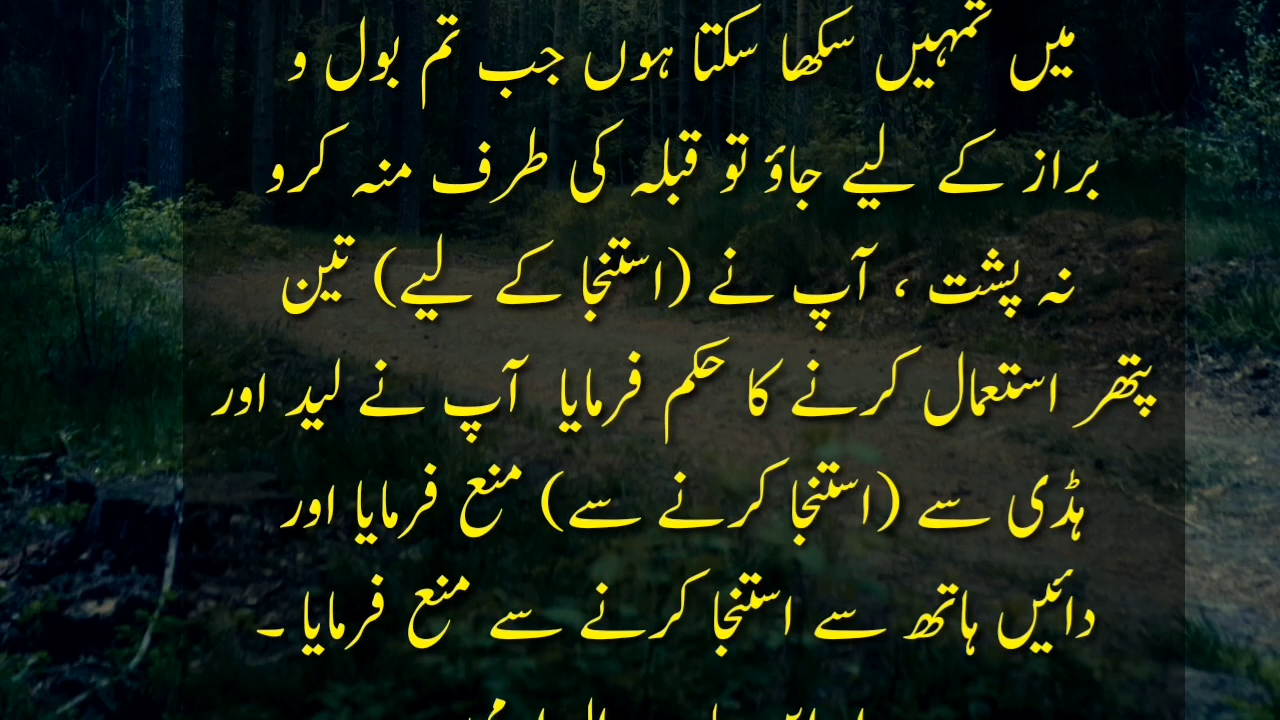 میں تمہیں سکھا سکتا ہوں جب تم بول و
براز کے لیے جاؤ تو قبلہ کی طرف منہ کرو
نہ پشت ، آپ نے (استنجا کے لیے) تین
پتھر استعمال کرنے کا حکم فرمایا آپ نے لید اور
ہڈی سے (استنجا کرنے سے) منع فرمایا اور
دائیں ہاتھ سے استنجا کرنے سے منع فرمایا ۔